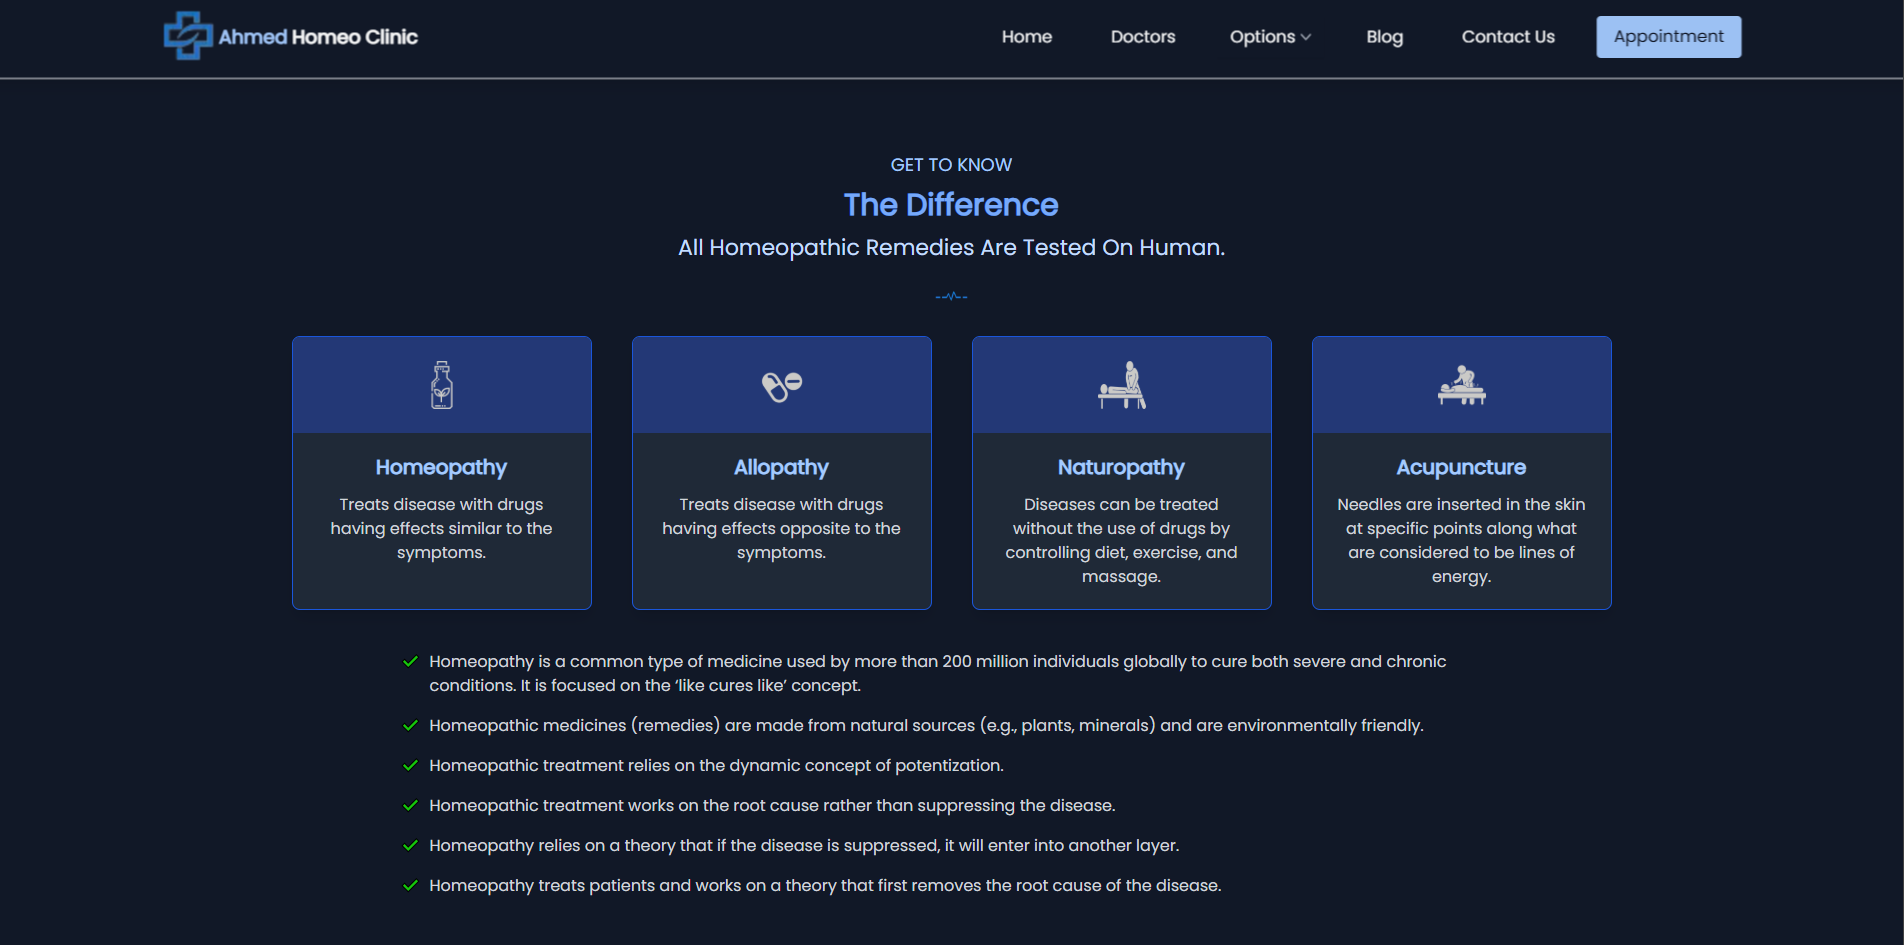 Ahmed Homeo Clinic
Home
Doctors
Options
Blog
Contact Us
Appointment
GET TO KNOW
The Difference
All Homeopathic Remedies Are Tested On Human.
Homeopathy
Treats disease with drugs
having effects similar to the
symptoms.
Allopathy
Treats disease with drugs
having effects opposite to the
symptoms.
Naturopathy
Diseases can be treated
without the use of drugs by
controlling diet, exercise, and
massage.
Acupuncture
Needles are inserted in the skin
at specific points along what
are considered to be lines of
energy.
Homeopathy is a common type of medicine used by more than 200 million individuals globally to cure both severe and chronic
conditions. It is focused on the ‘like cures like’ concept.
Homeopathic medicines (remedies) are made from natural sources (e.g., plants, minerals) and are environmentally friendly.
Homeopathic treatment relies on the dynamic concept of potentization.
Homeopathic treatment works on the root cause rather than suppressing the disease.
Homeopathy relies on a theory that if the disease is suppressed, it will enter into another layer.
Homeopathy treats patients and works on a theory that first removes the root cause of the disease.